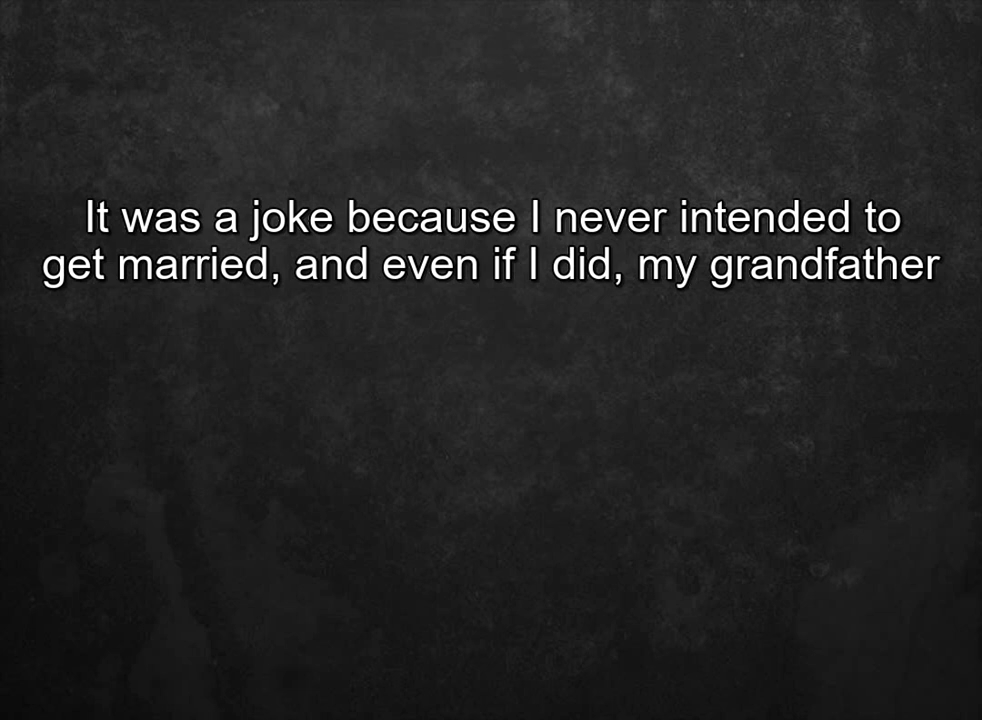 It was a joke because I never intended to
get married, and even if I did, my grandfather